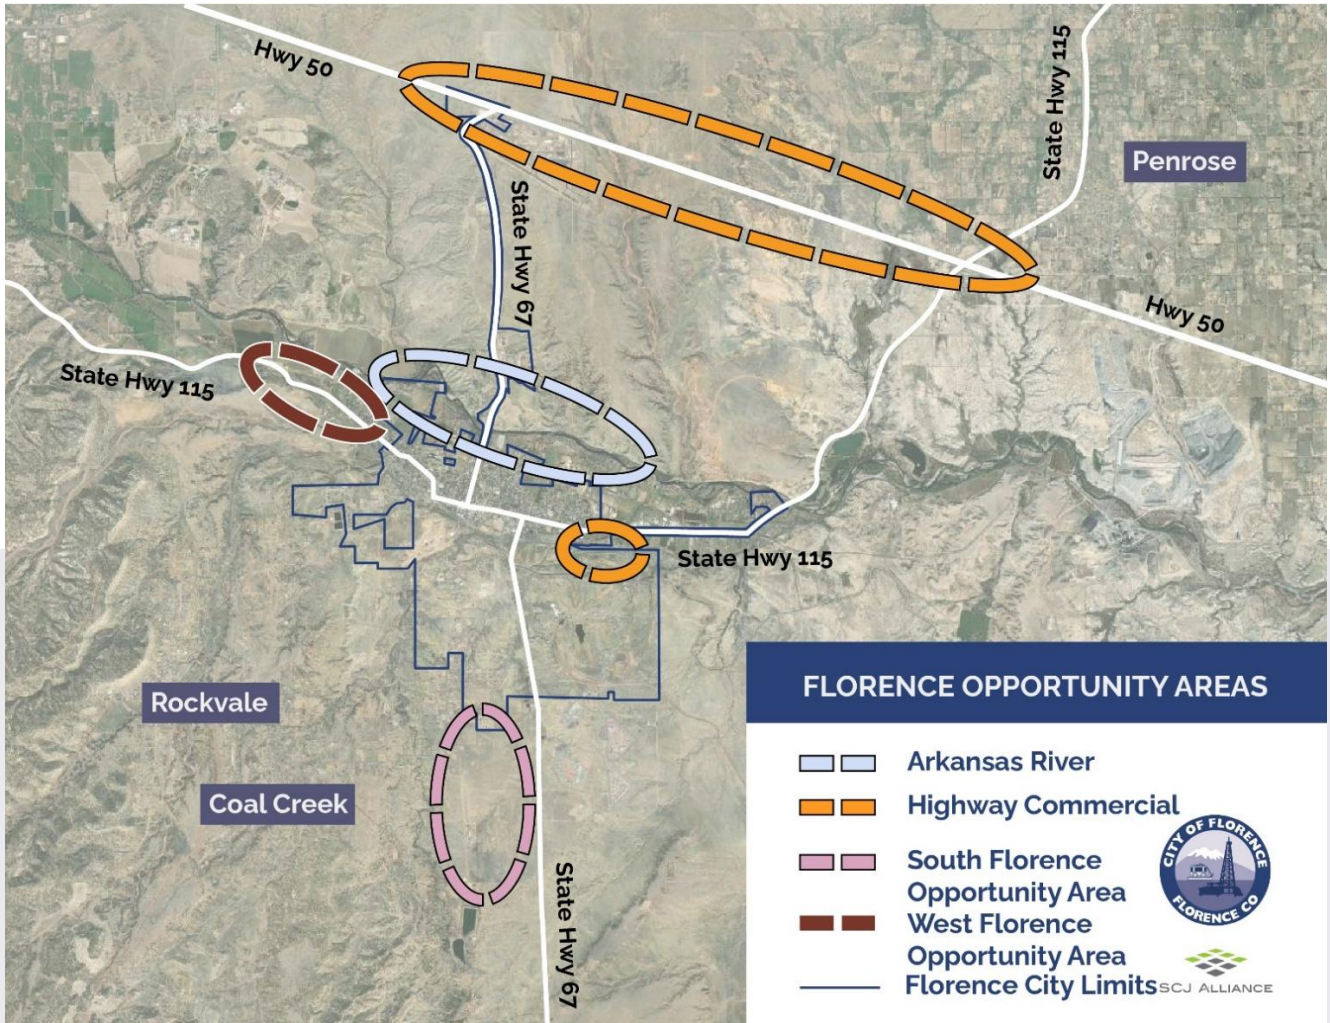 Hwy 50
State Hwy 115
Penrose
State Hwy 67
Hwy 50
State Hwy 115
State Hwy 115
Rockvale
Coal Creek
State Hwy 67
FLORENCE OPPORTUNITY AREAS
Arkansas River
Highway Commercial
South Florence
Opportunity Area
West Florence
Opportunity Area
Florence City Limits
CITY OF FLORENCE
FLORENCE CO
SCJ ALLIANCE